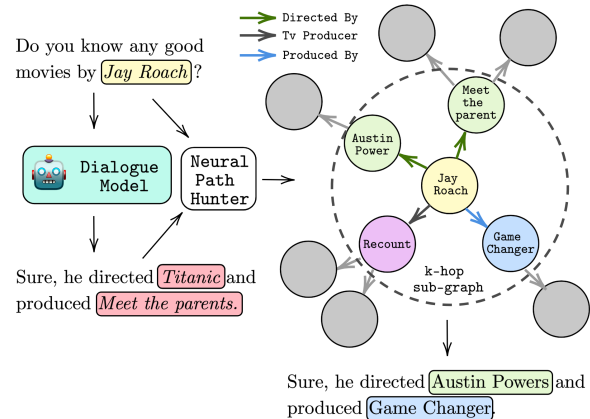 Do you know any good
movies by Jay Roach ?
Dialogue
Model
Neural
Path
Hunter
Sure, he directed Titanic and
produced Meet the parents.
Directed By
Tv Producer
Produced By
Meet
the
parent
Austin
Power
Jay
Roach
Recount
Game
Changer
k-hop
sub-graph
Sure, he directed Austin Powers and
produced Game Changer.